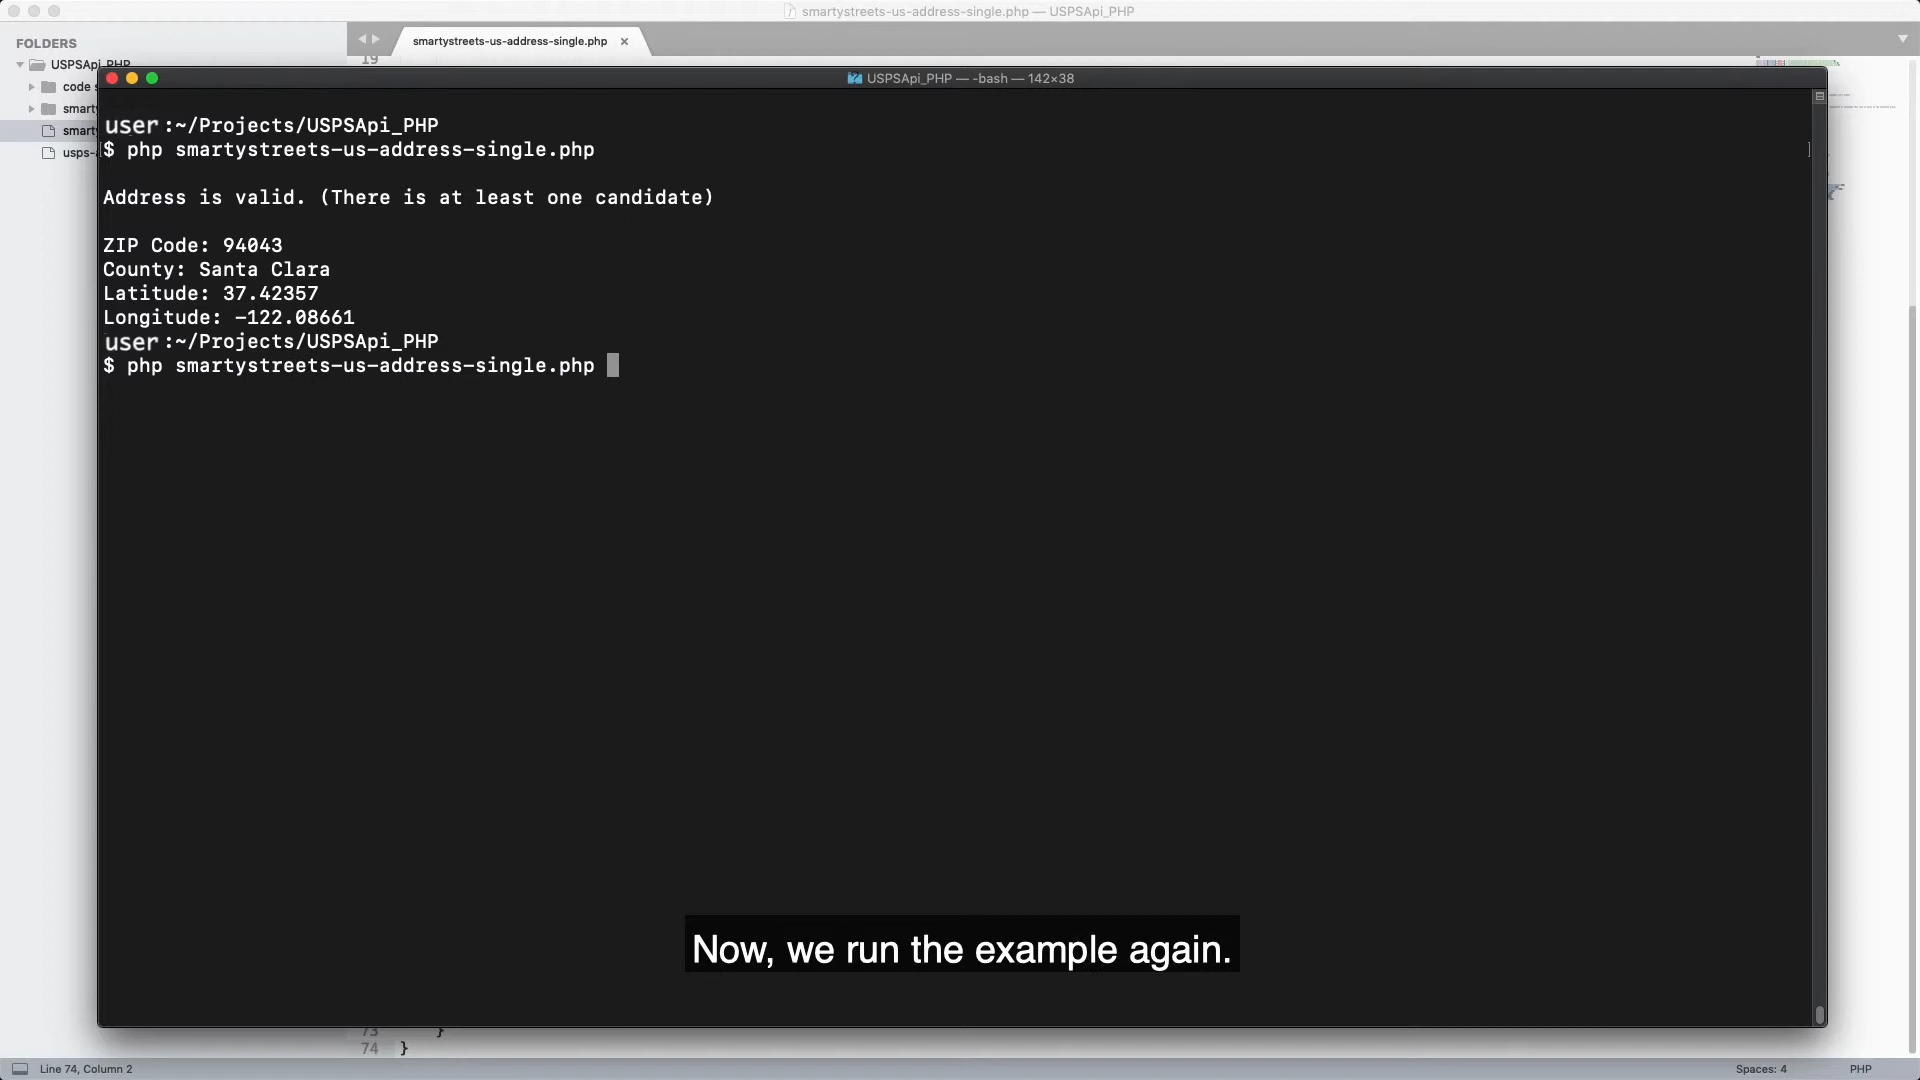 smartystreets-us-address-single.php — USPSApi_PHP
FOLDERS
smartystreets-us-address-single.php ×
19
USPSApi_PHP
code
smarty
smarty
usps-
USPSApi_PHP — -bash — 142×38
user:~/Projects/USPSApi_PHP
$ php smartystreets-us-address-single.php
Address is valid. (There is at least one candidate)
ZIP Code: 94043
County: Santa Clara
Latitude: 37.42357
Longitude: -122.08661
user:~/Projects/USPSApi_PHP
$ php smartystreets-us-address-single.php
Now, we run the example again.
73 }
74 }
Line 74, Column 2
Spaces: 4
PHP